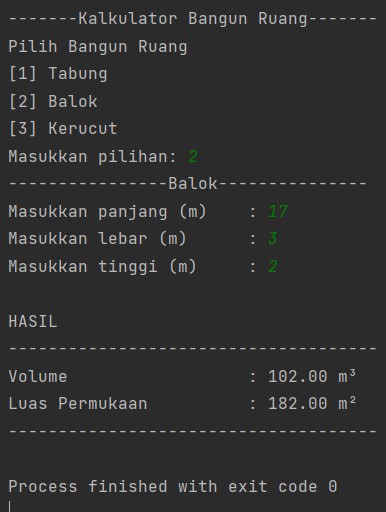 -------Kalkulator Bangun Ruang-------
Pilih Bangun Ruang
[1] Tabung
[2] Balok
[3] Kerucut
Masukkan pilihan: 2
----------------Balok---------------
Masukkan panjang (m)    : 17
Masukkan lebar (m)      : 3
Masukkan tinggi (m)     : 2
HASIL
-------------------------------------
Volume                  : 102.00 m³
Luas Permukaan          : 182.00 m²
-------------------------------------
Process finished with exit code 0